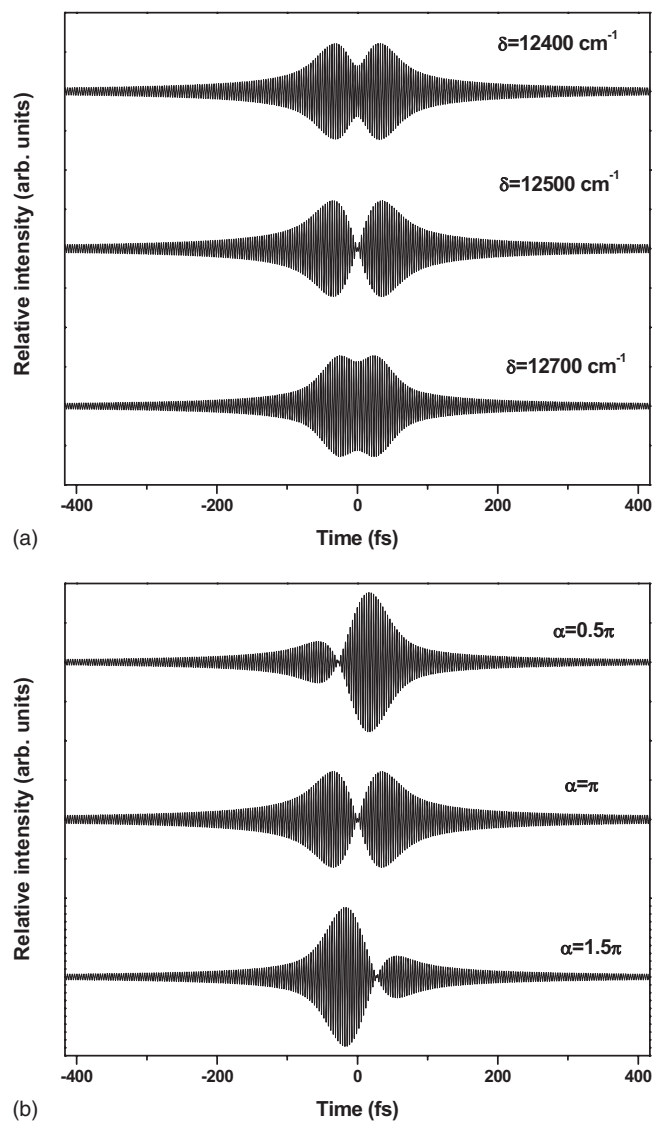 δ=12400 cm⁻¹
δ=12500 cm⁻¹
δ=12700 cm⁻¹
Relative intensity (arb. units)
-400 -200 0 200 400
(a) Time (fs)
α=0.5π
α=π
α=1.5π
Relative intensity (arb. units)
-400 -200 0 200 400
(b) Time (fs)